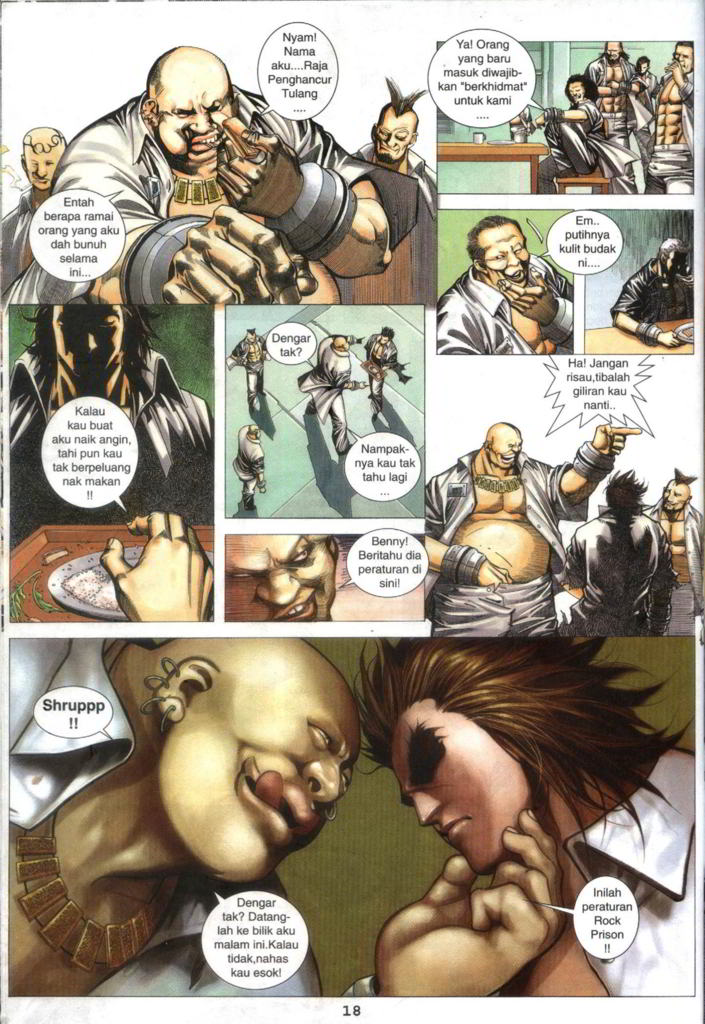 Nyam!
Nama
aku....Raja
Penghancur
Tulang
....
Entah
berapa ramai
orang yang aku
dah bunuh
selama
ini...
Ya! Orang
yang baru
masuk diwajib-
kan "berkhidmat"
untuk kami
....
Em..
putihnya
kulit budak
ni....
Kalau
kau buat
aku naik angin,
tahi pun kau
tak berpeluang
nak makan
!!
Dengar
tak?
Nampak-
nya kau tak
tahu lagi
...
Benny!
Beritahu dia
peraturan di
sini!
Ha! Jangan
risau,tibalah
giliran kau
nanti..
Shruppp
!!
Dengar
tak? Datang-
lah ke bilik aku
malam ini.Kalau
tidak,nahas
kau esok!
Inilah
peraturan
Rock
Prison
!!
18